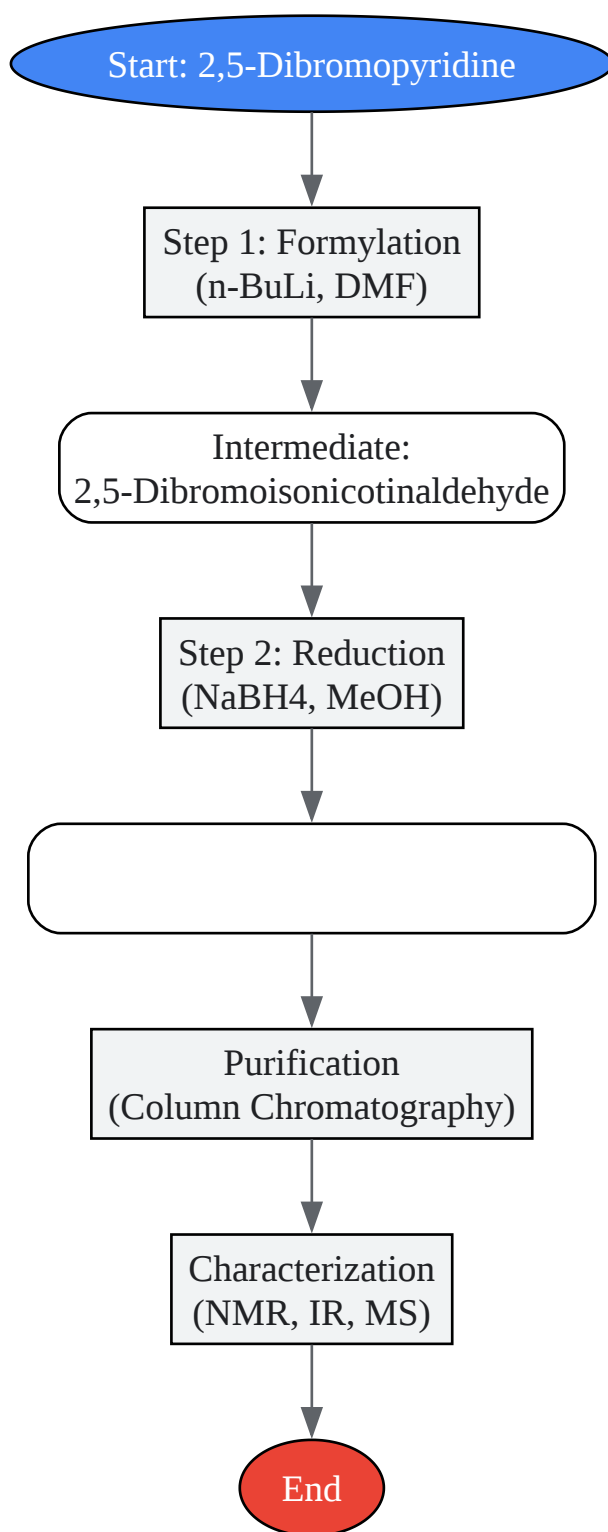 Start: 2,5-Dibromopyridine
Step 1: Formylation
(n-BuLi, DMF)
Intermediate:
2,5-Dibromoisonicotinaldehyde
Step 2: Reduction
(NaBH4, MeOH)
Purification
(Column Chromatography)
Characterization
(NMR, IR, MS)
End